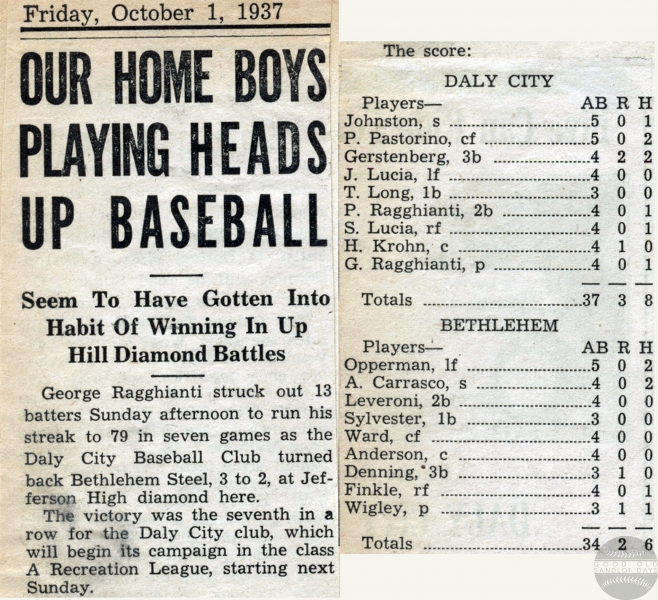 Friday, October 1, 1937
OUR HOME BOYS
PLAYING HEADS
UP BASEBALL
Seem To Have Gotten Into
Habit Of Winning In Up
Hill Diamond Battles
George Ragghianti struck out 13
batters Sunday afternoon to run his
streak to 79 in seven games as the
Daly City Baseball Club turned
back Bethlehem Steel, 3 to 2, at Jef-
ferson High diamond here.
The victory was the seventh in a
row for the Daly City club, which
will begin its campaign in the class
A Recreation League, starting next
Sunday.
The score:
DALY CITY
Players— AB R H
Johnston, s ..........5 0 1
P. Pastorino, cf ..........5 0 2
Gerstenberg, 3b ..........4 2 2
J. Lucia, lf ..........4 0 0
T. Long, 1b ..........3 0 0
P. Ragghianti, 2b ..........4 0 1
S. Lucia, rf ..........4 0 1
H. Krohn, c ..........4 1 0
G. Ragghianti, p ..........4 0 1
Totals ..........37 3 8
BETHLEHEM
Players— AB R H
Opperman, lf ..........5 0 2
A. Carrasco, s ..........4 0 2
Leveroni, 2b ..........4 0 0
Sylvester, 1b ..........3 0 0
Ward, cf ..........4 0 0
Anderson, c ..........4 0 0
Denning, 3b ..........3 1 0
Finkle, rf ..........4 0 1
Wigley, p ..........3 1 1
Totals ..........34 2 6
GOOD OLD
SANDLOT DAYS